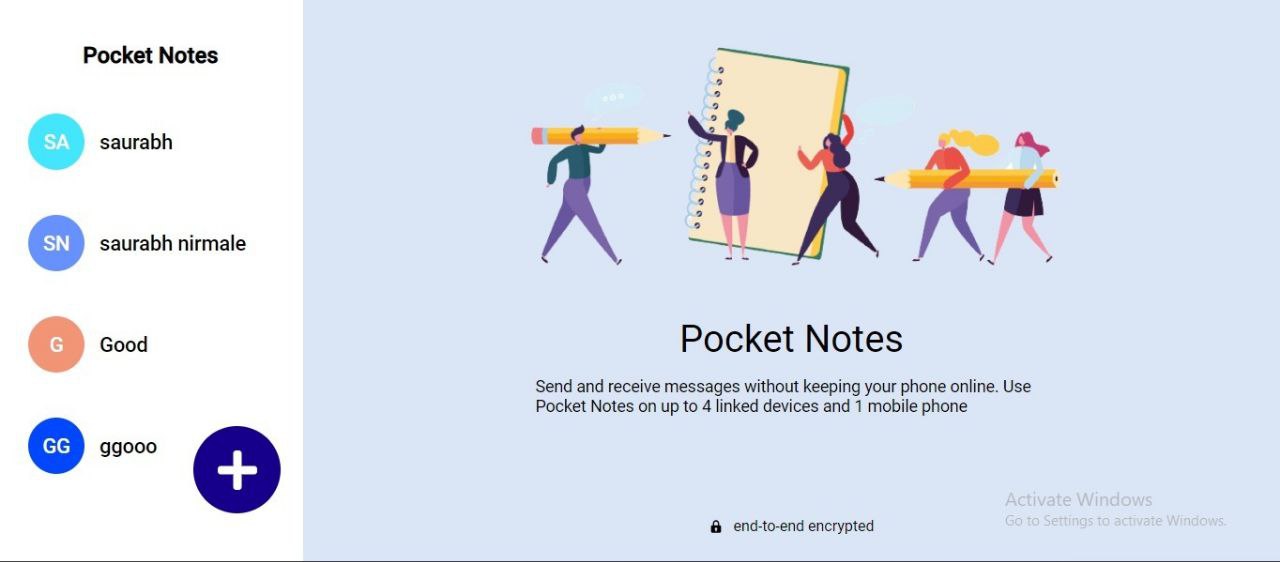 Pocket Notes
SA saurabh
SN saurabh nirmale
G Good
GG ggooo
Pocket Notes
Send and receive messages without keeping your phone online. Use
Pocket Notes on up to 4 linked devices and 1 mobile phone
end-to-end encrypted
Activate Windows
Go to Settings to activate Windows.